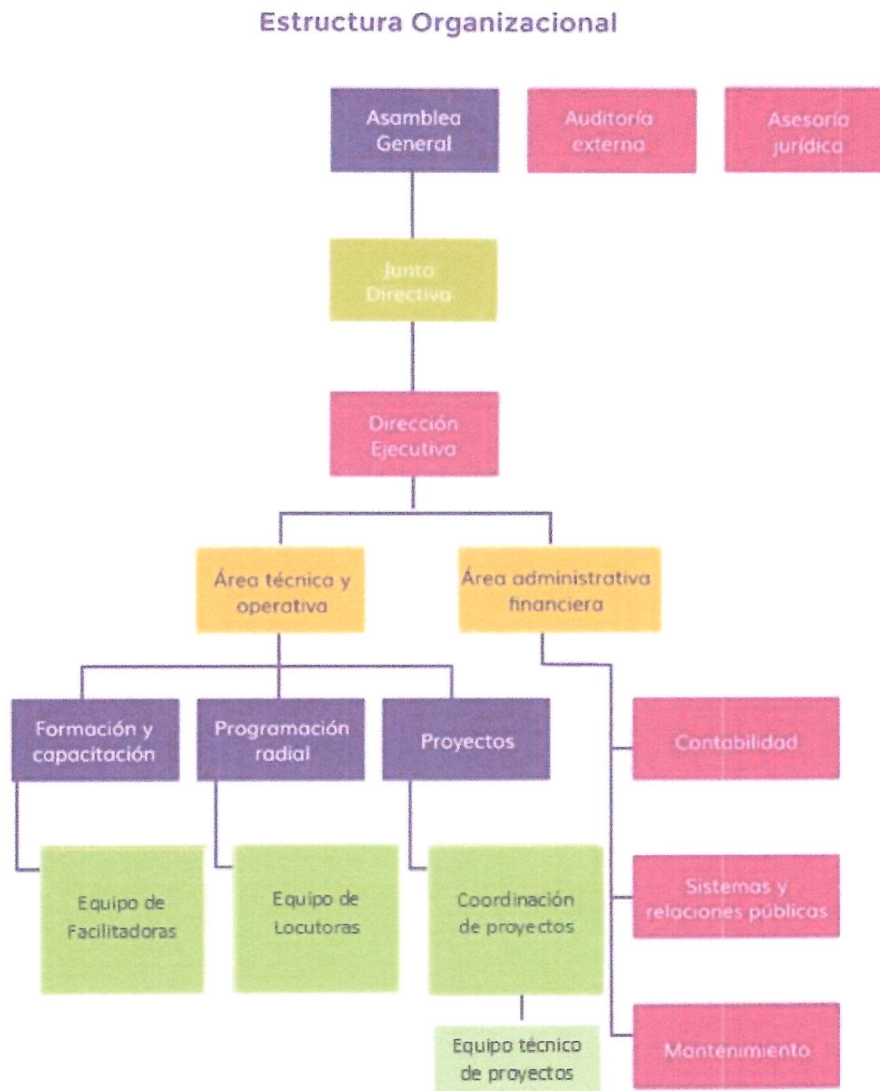 Estructura Organizacional
Asamblea
General
Auditoría
externa
Asesoría
jurídica
Junta
Directiva
Dirección
Ejecutiva
Área técnica y
operativa
Área administrativa
financiera
Formación y
capacitación
Programación
radial
Proyectos
Contabilidad
Equipo de
Facilitadoras
Equipo de
Locutoras
Coordinación
de proyectos
Sistemas y
relaciones públicas
Equipo técnico
de proyectos
Mantenimiento